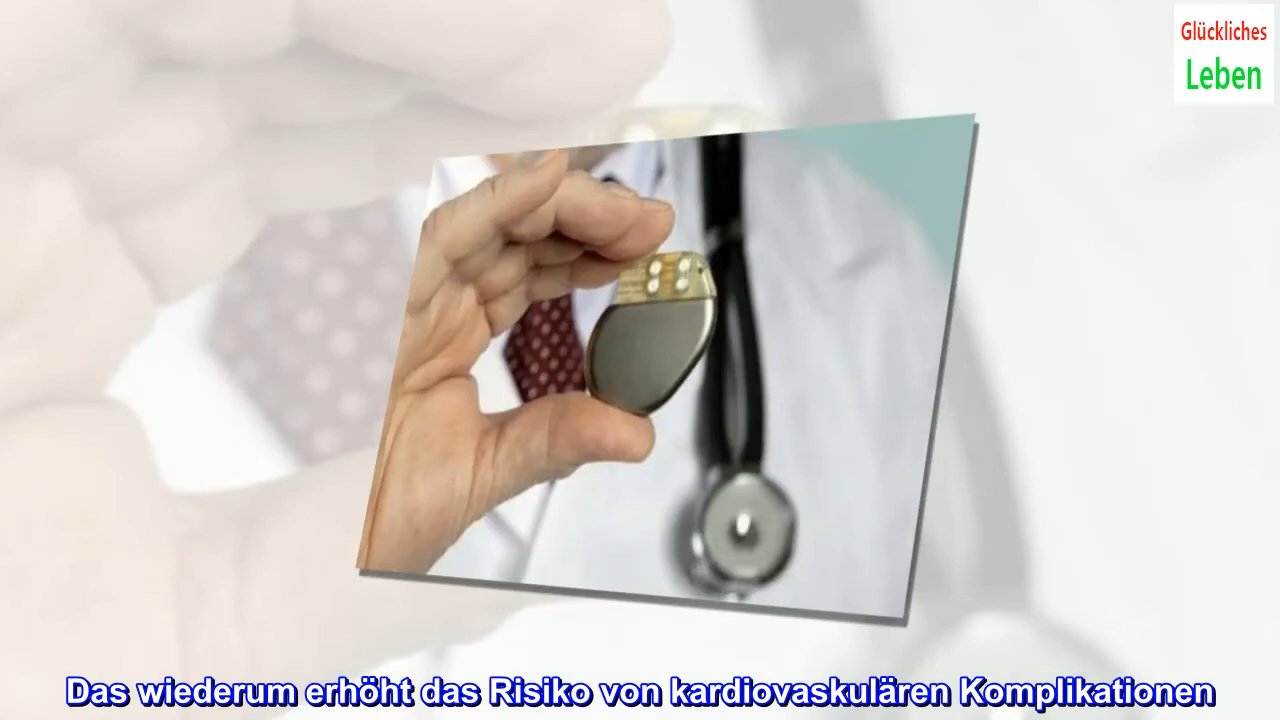 Glückliches
Leben
Das wiederum erhöht das Risiko von kardiovaskulären Komplikationen